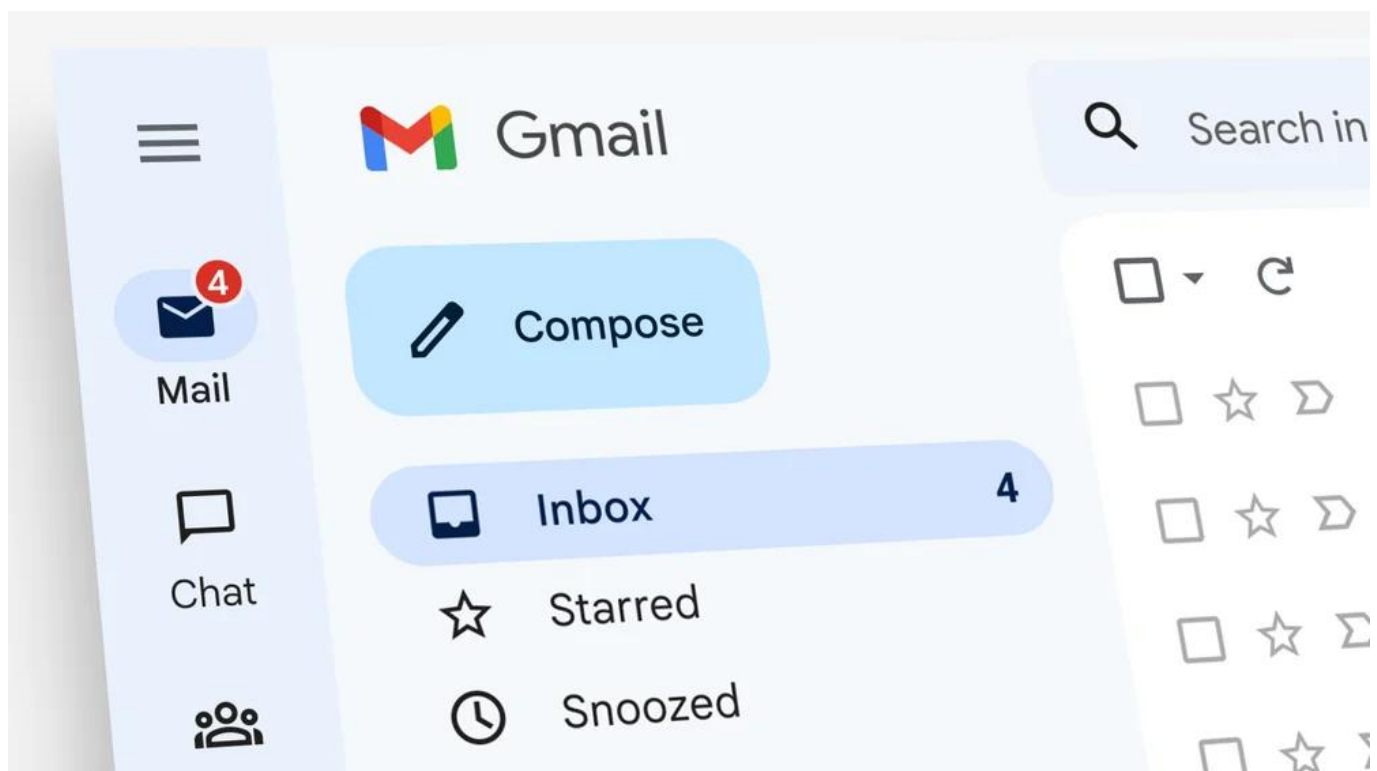 Gmail
Search in
4
Compose
Mail
Inbox 4
Chat
Starred
Snoozed